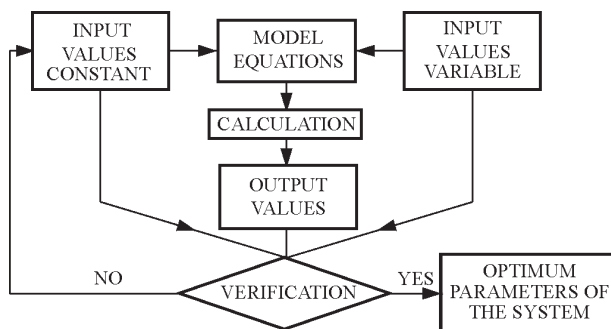 INPUT
VALUES
CONSTANT
MODEL
EQUATIONS
INPUT
VALUES
VARIABLE
CALCULATION
OUTPUT
VALUES
NO
VERIFICATION
YES
OPTIMUM
PARAMETERS OF
THE SYSTEM